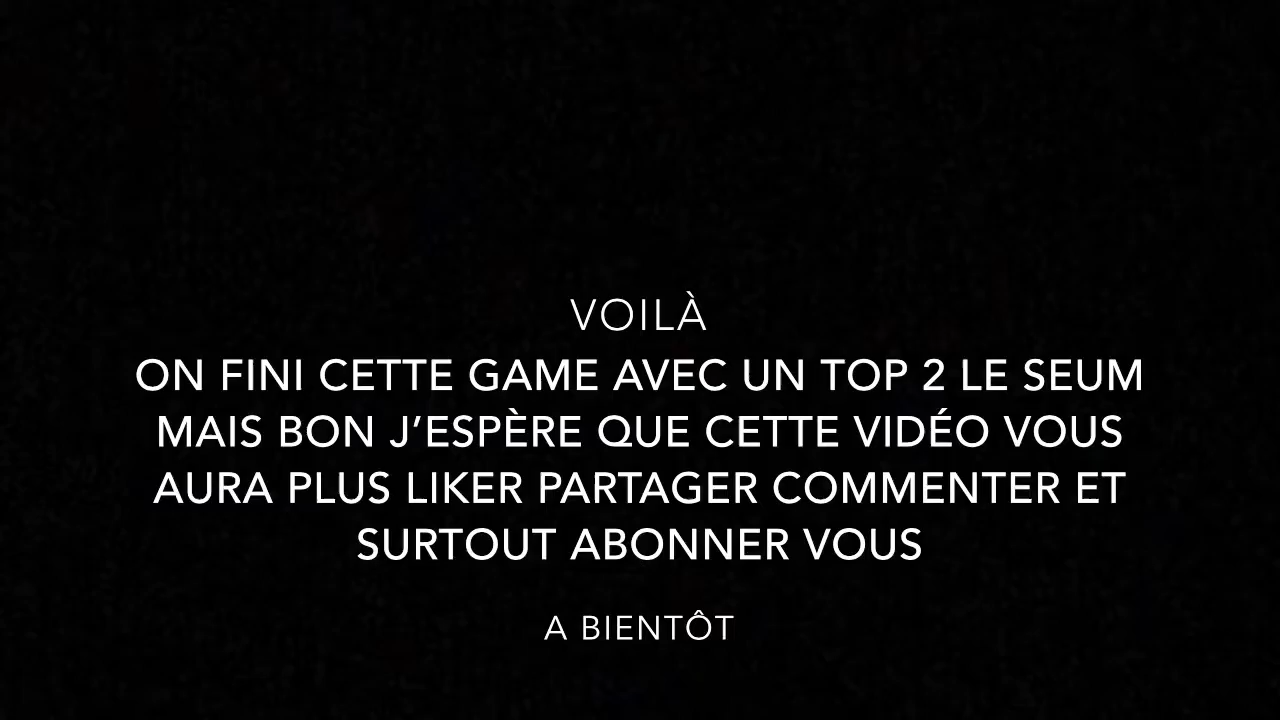 VOILÀ
ON FINI CETTE GAME AVEC UN TOP 2 LE SEUM
MAIS BON J’ESPÈRE QUE CETTE VIDÉO VOUS
AURA PLUS LIKER PARTAGER COMMENTER ET
SURTOUT ABONNER VOUS
A BIENTÔT